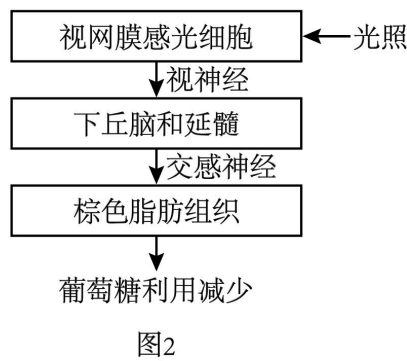 视网膜感光细胞
光照
视神经
下丘脑和延髓
交感神经
棕色脂肪组织
葡萄糖利用减少
图2